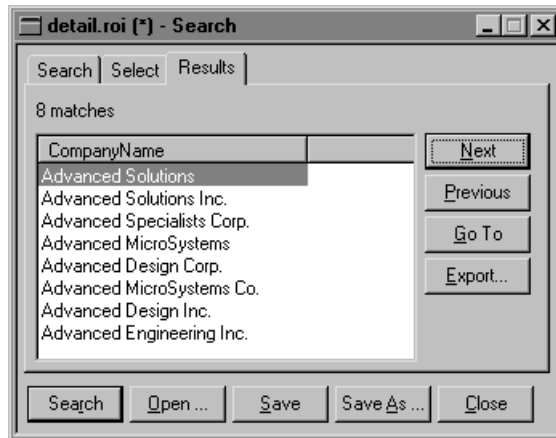 detail.roi (*) - Search
Search Select Results
8 matches
CompanyName
Advanced Solutions
Advanced Solutions Inc.
Advanced Specialists Corp.
Advanced MicroSystems
Advanced Design Corp.
Advanced MicroSystems Co.
Advanced Design Inc.
Advanced Engineering Inc.
Next
Previous
Go To
Export...
Search Open ... Save Save As ... Close